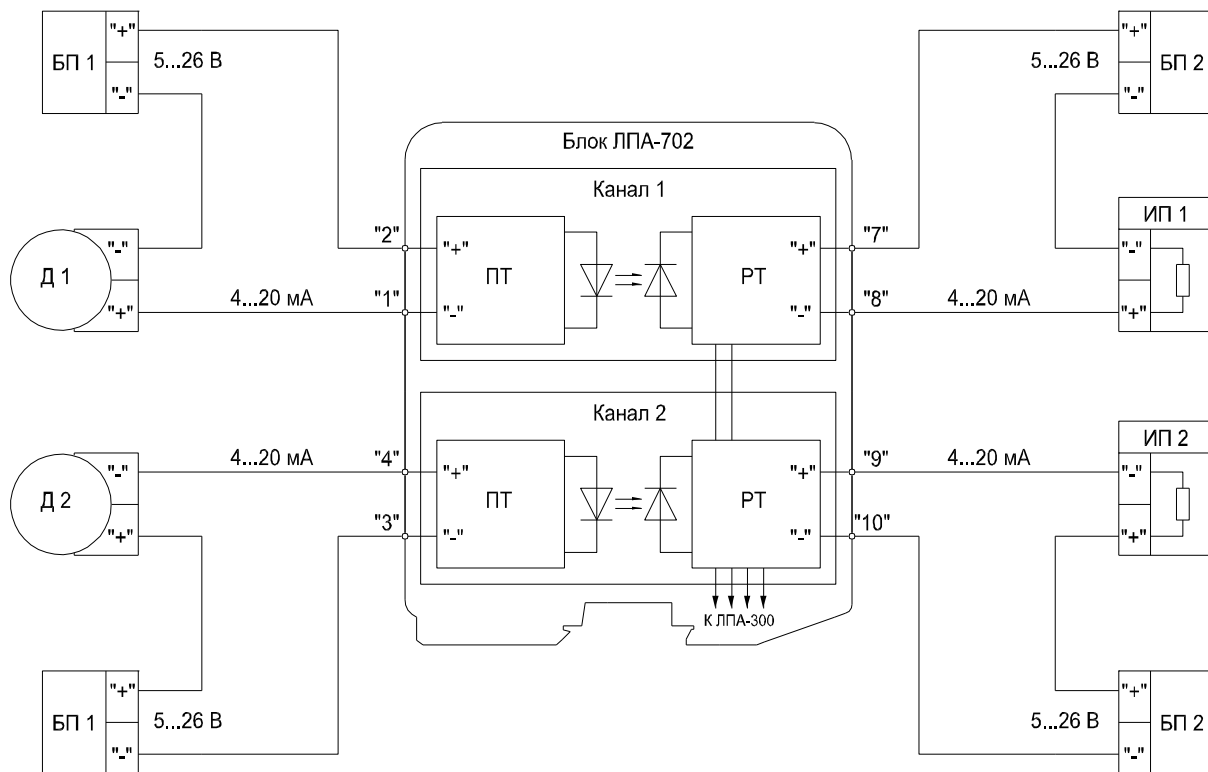 БП 1
"+"
"-"
5...26 В
5...26 В
"+"
"-"
БП 2
Блок ЛПА-702
Канал 1
Д 1
"-"
"+"
4...20 мА
"2"
"1"
"+"
"-"
ПТ
РТ
"+"
"-"
"7"
"8"
4...20 мА
ИП 1
"-"
"+"
Канал 2
Д 2
"-"
"+"
4...20 мА
"4"
"3"
"+"
"-"
ПТ
РТ
"+"
"-"
"9"
"10"
4...20 мА
ИП 2
"-"
"+"
К ЛПА-300
БП 1
"+"
"-"
5...26 В
5...26 В
"+"
"-"
БП 2